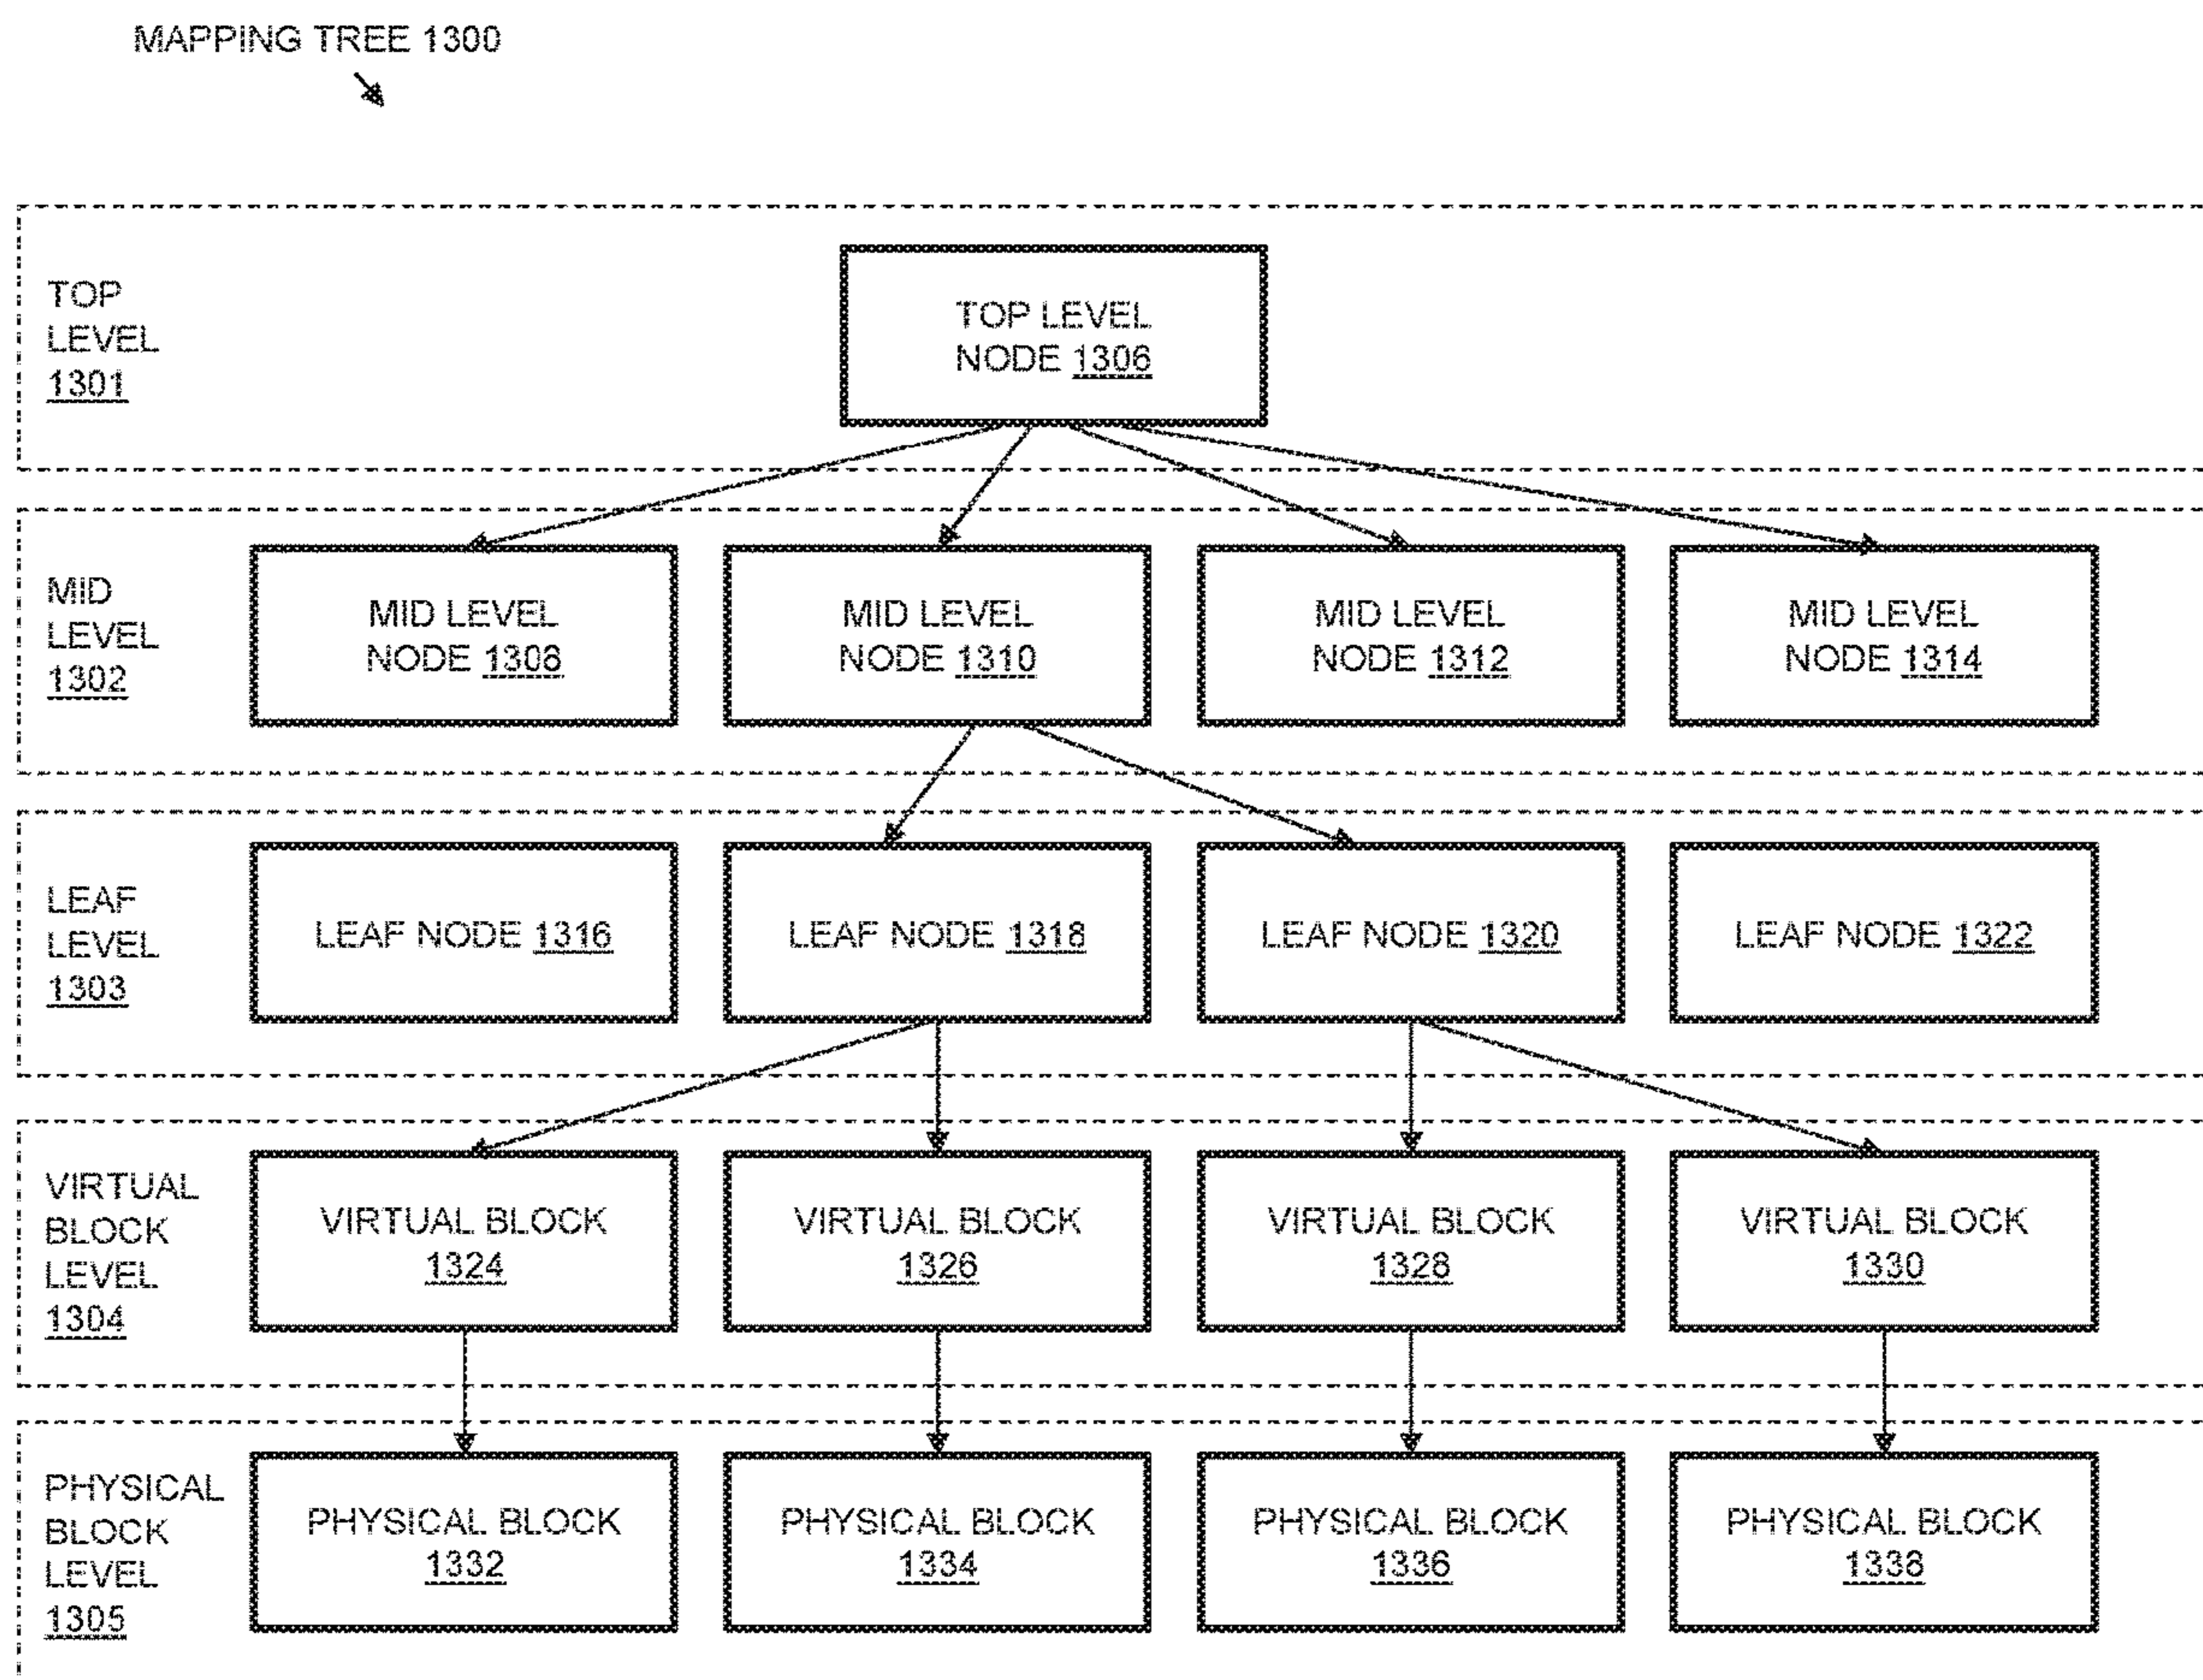 MAPPING TREE 1300
TOP
LEVEL
1301
TOP LEVEL
NODE 1306
MID
LEVEL
1302
MID LEVEL
NODE 1308
MID LEVEL
NODE 1310
MID LEVEL
NODE 1312
MID LEVEL
NODE 1314
LEAF
LEVEL
1303
LEAF NODE 1316
LEAF NODE 1318
LEAF NODE 1320
LEAF NODE 1322
VIRTUAL
BLOCK
LEVEL
1304
VIRTUAL BLOCK
1324
VIRTUAL BLOCK
1326
VIRTUAL BLOCK
1328
VIRTUAL BLOCK
1330
PHYSICAL
BLOCK
LEVEL
1305
PHYSICAL BLOCK
1332
PHYSICAL BLOCK
1334
PHYSICAL BLOCK
1336
PHYSICAL BLOCK
1338